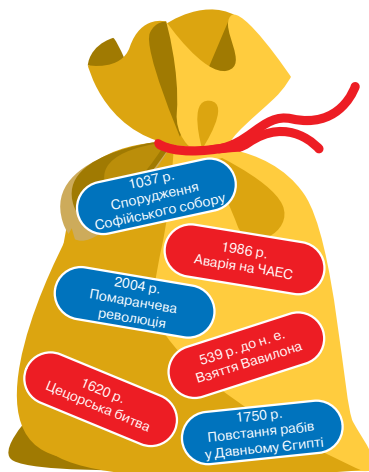 1037 р.
Спорудження
Софійського собору
1986 р.
Аварія на ЧАЕС
2004 р.
Помаранчева
революція
539 р. до н. е.
Взяття Вавилона
1620 р.
Цецорська битва
1750 р.
Повстання рабів
у Давньому Єгипті